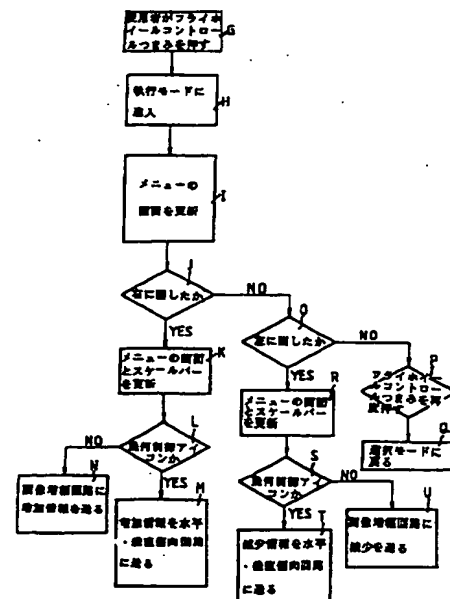 使用者がフライホ
イールコントロー
ルつまみを押す
G
執行モードに
進入
H
メニューの
画面を更新
I
右に回したか
J
NO
YES
メニューの画面
とスケールバー
を更新
K
幾何制御アイ
コンか
L
NO
YES
画像増幅回路に
増加情報を送る
N
増加情報を水平
・垂直偏向回路
に送る
M
左に回したか
O
NO
YES
フライホイ
ールコントロー
ルつまみを再
度押す
P
選択モードに
戻る
Q
メニューの画面
とスケールバー
を更新
R
幾何制御アイ
コンか
S
NO
YES
減少情報を水平
・垂直偏向回路
に送る
T
画像増幅回路に
減少を送る
U